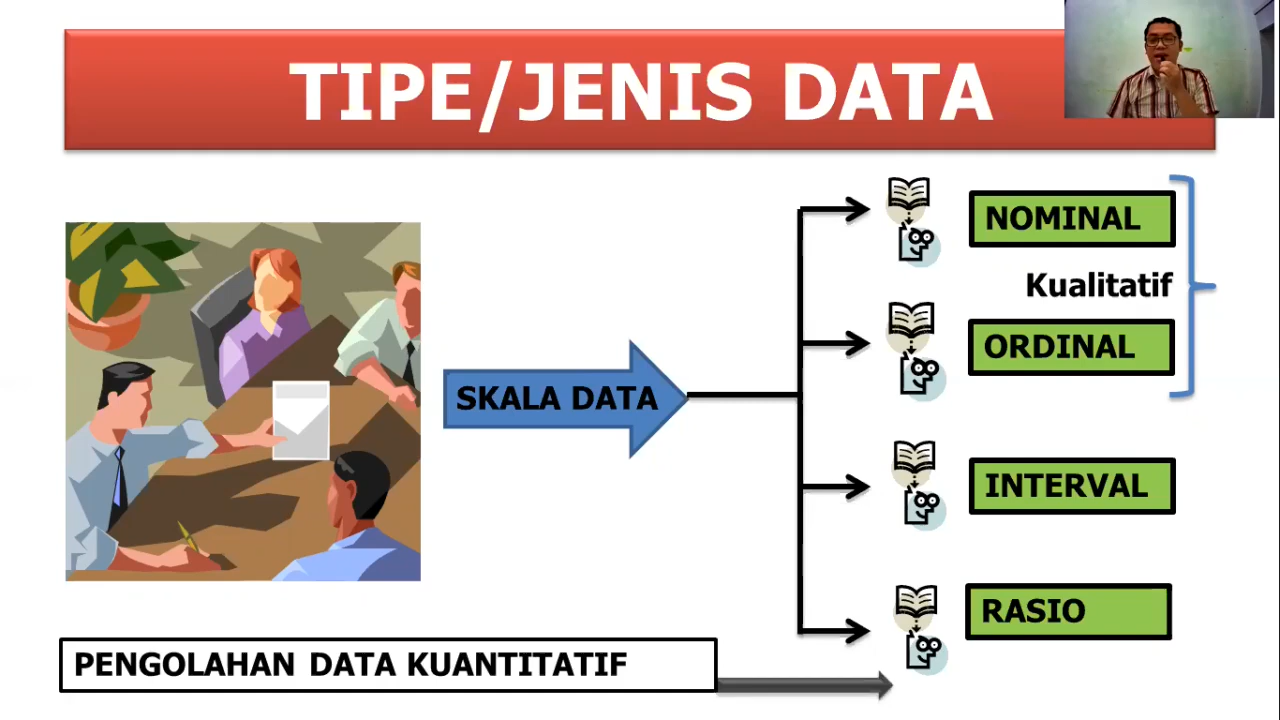 TIPE/JENIS DATA
SKALA DATA
NOMINAL
Kualitatif
ORDINAL
INTERVAL
RASIO
PENGOLAHAN DATA KUANTITATIF